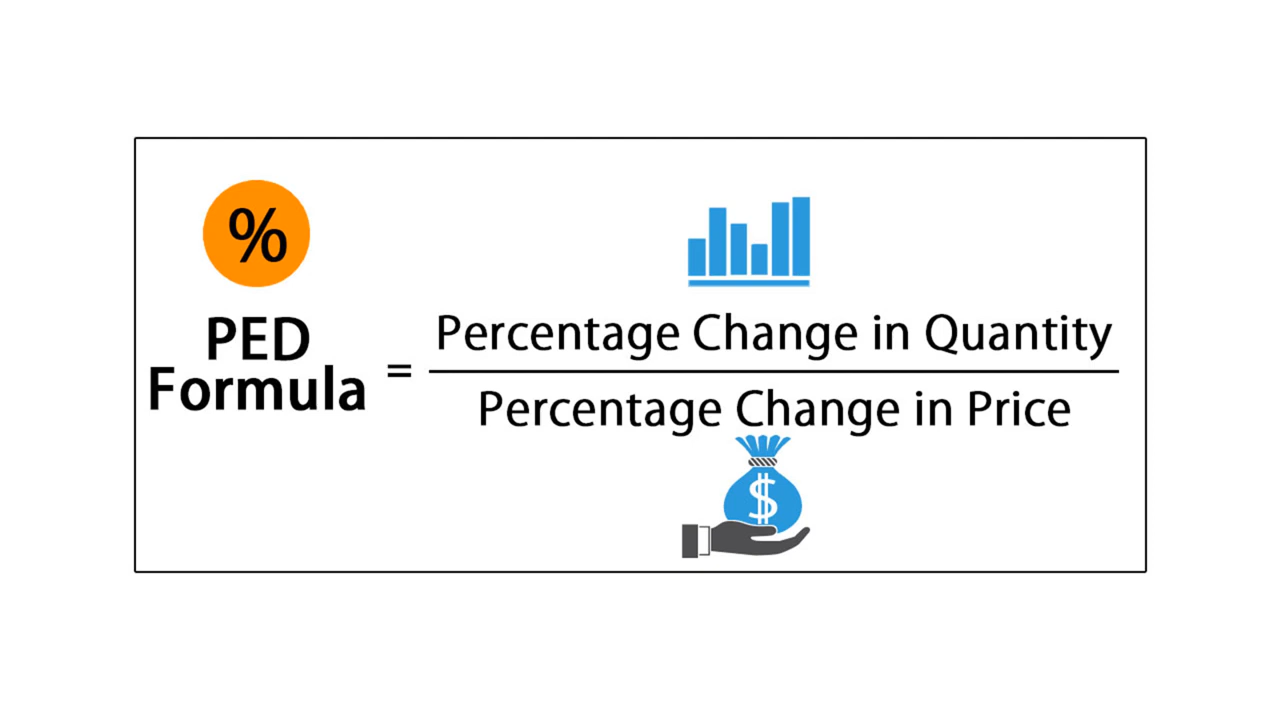 %
PED
Formula
=
Percentage Change in Quantity
Percentage Change in Price
$